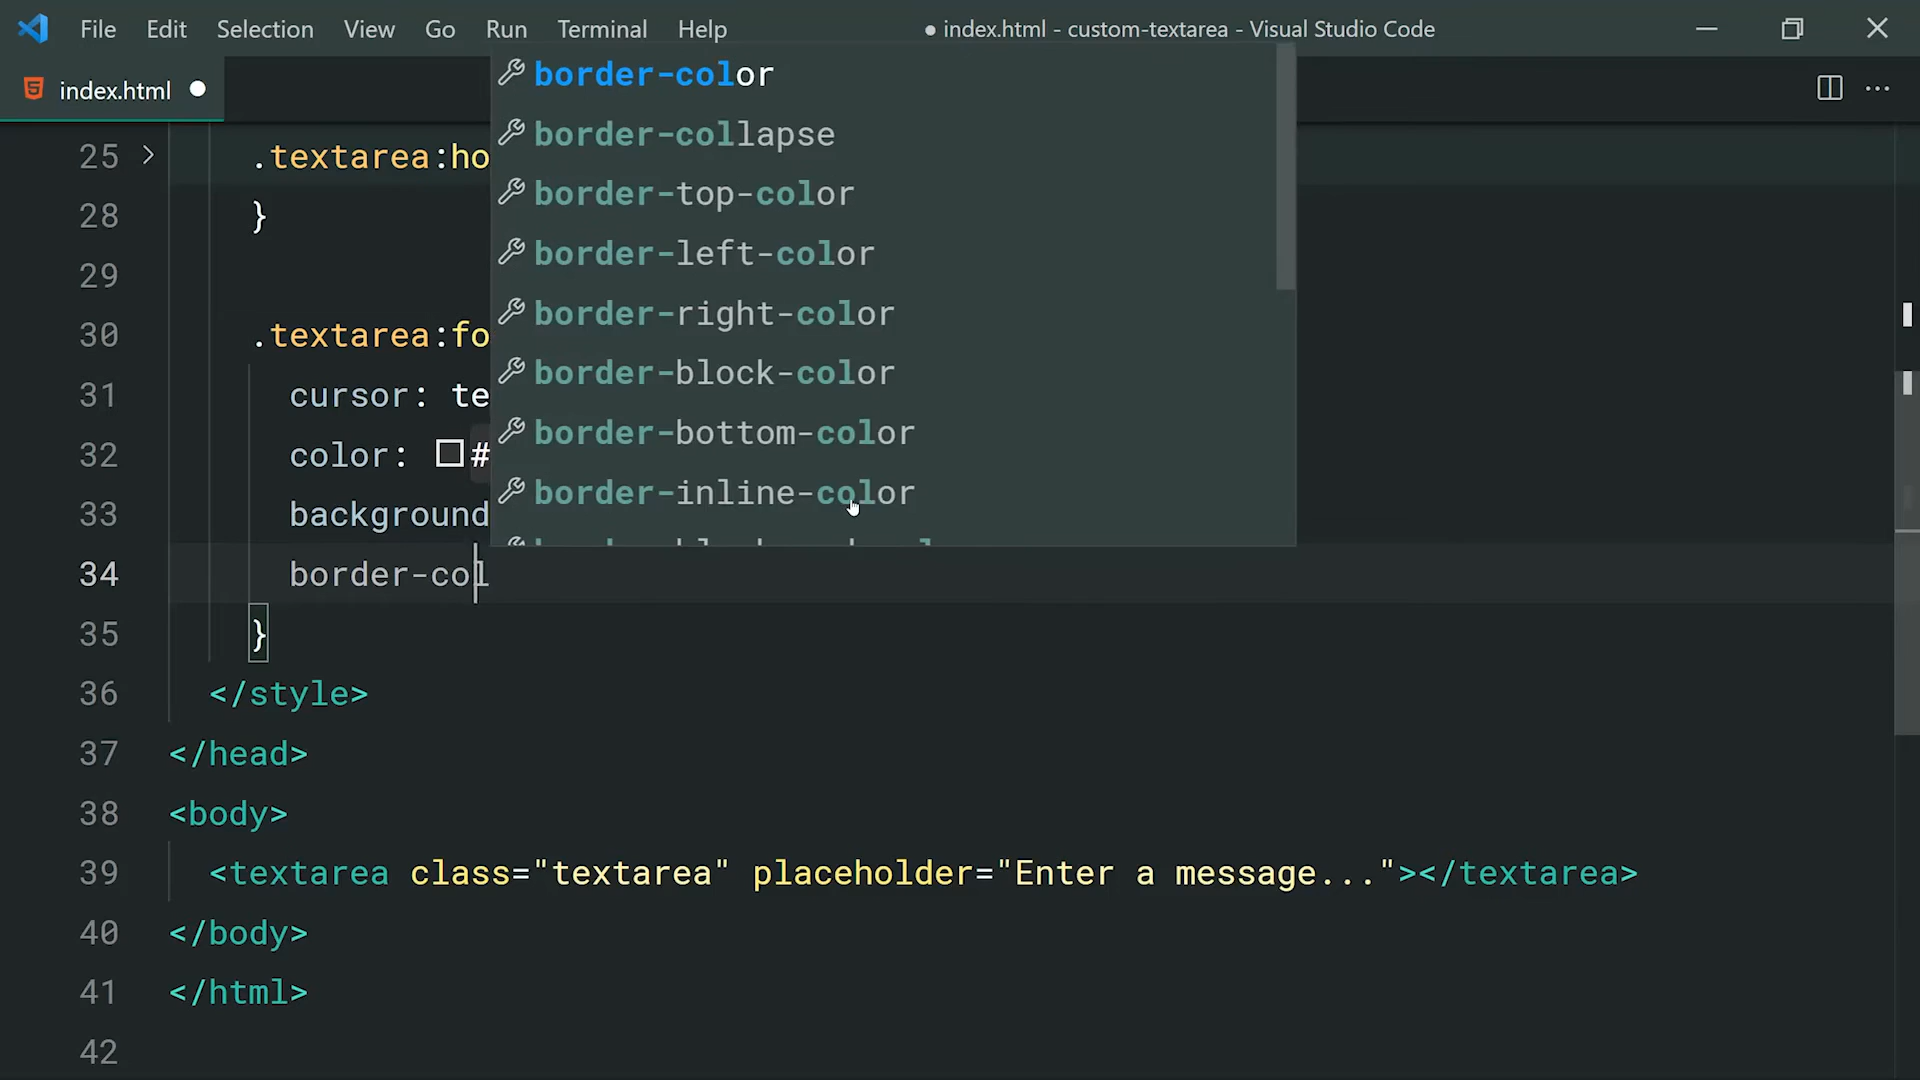 File Edit Selection View Go Run Terminal Help ● index.html - custom-textarea - Visual Studio Code
index.html
25 > .textarea:ho
28 }
29
30 .textarea:fo
31 cursor: te
32 color: #
33 background
34 border-col
35 }
36 </style>
37 </head>
38 <body>
39 <textarea class="textarea" placeholder="Enter a message..."></textarea>
40 </body>
41 </html>
42
border-color
border-collapse
border-top-color
border-left-color
border-right-color
border-block-color
border-bottom-color
border-inline-color